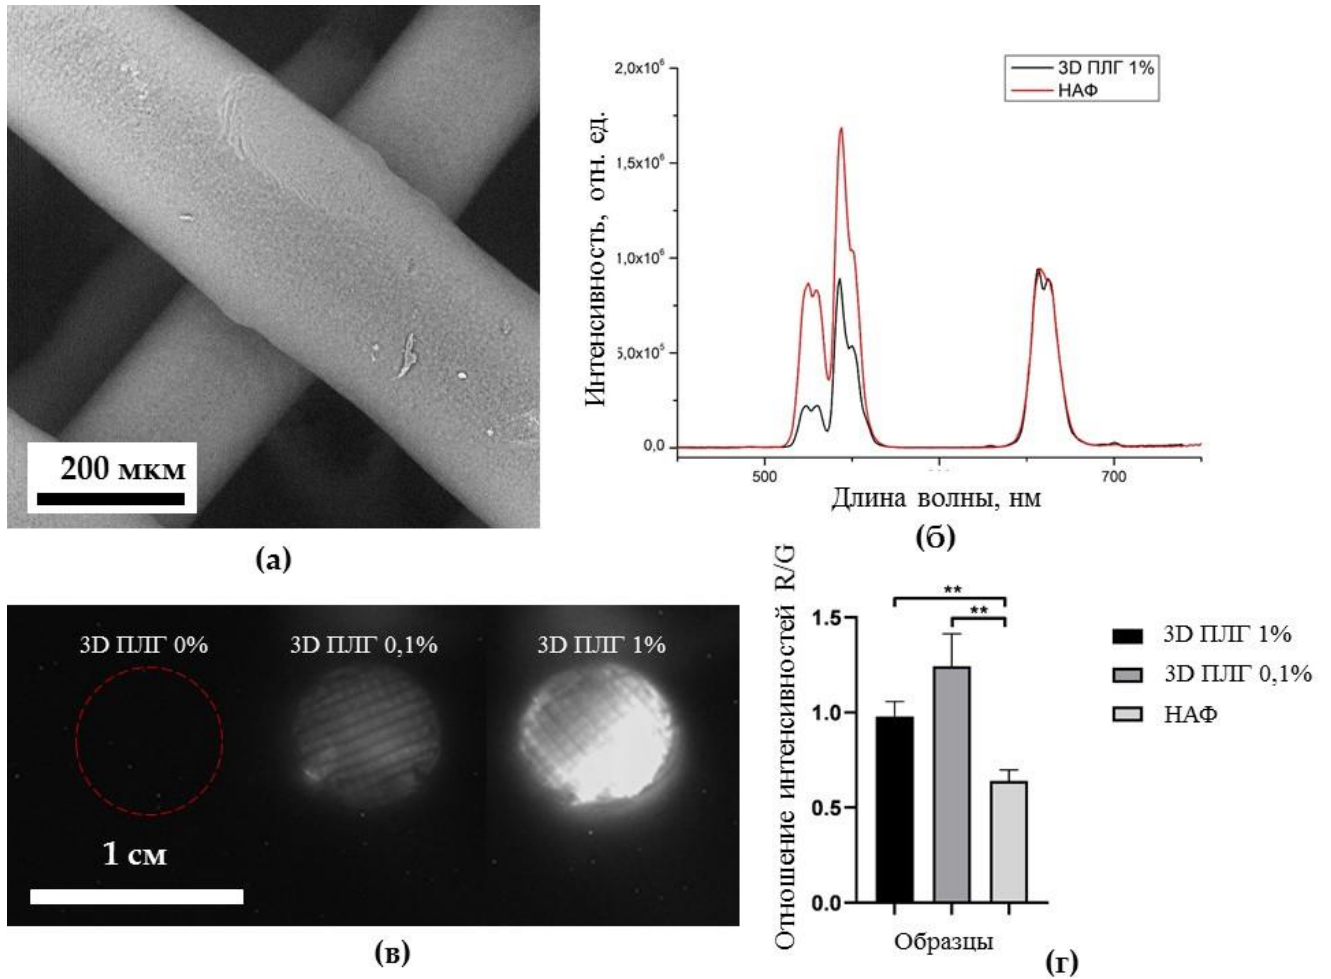 200 мкм
(а)
3D ПЛГ 1%
НАФ
Интенсивность, отн. ед.
2,0x10⁶
1,5x10⁶
1,0x10⁶
5,0x10⁵
0,0
500
700
Длина волны, нм
(б)
3D ПЛГ 0%
3D ПЛГ 0,1%
3D ПЛГ 1%
1 см
(в)
Отношение интенсивностей R/G
**
**
1.5
1.0
0.5
0.0
Образцы
3D ПЛГ 1%
3D ПЛГ 0,1%
НАФ
(г)